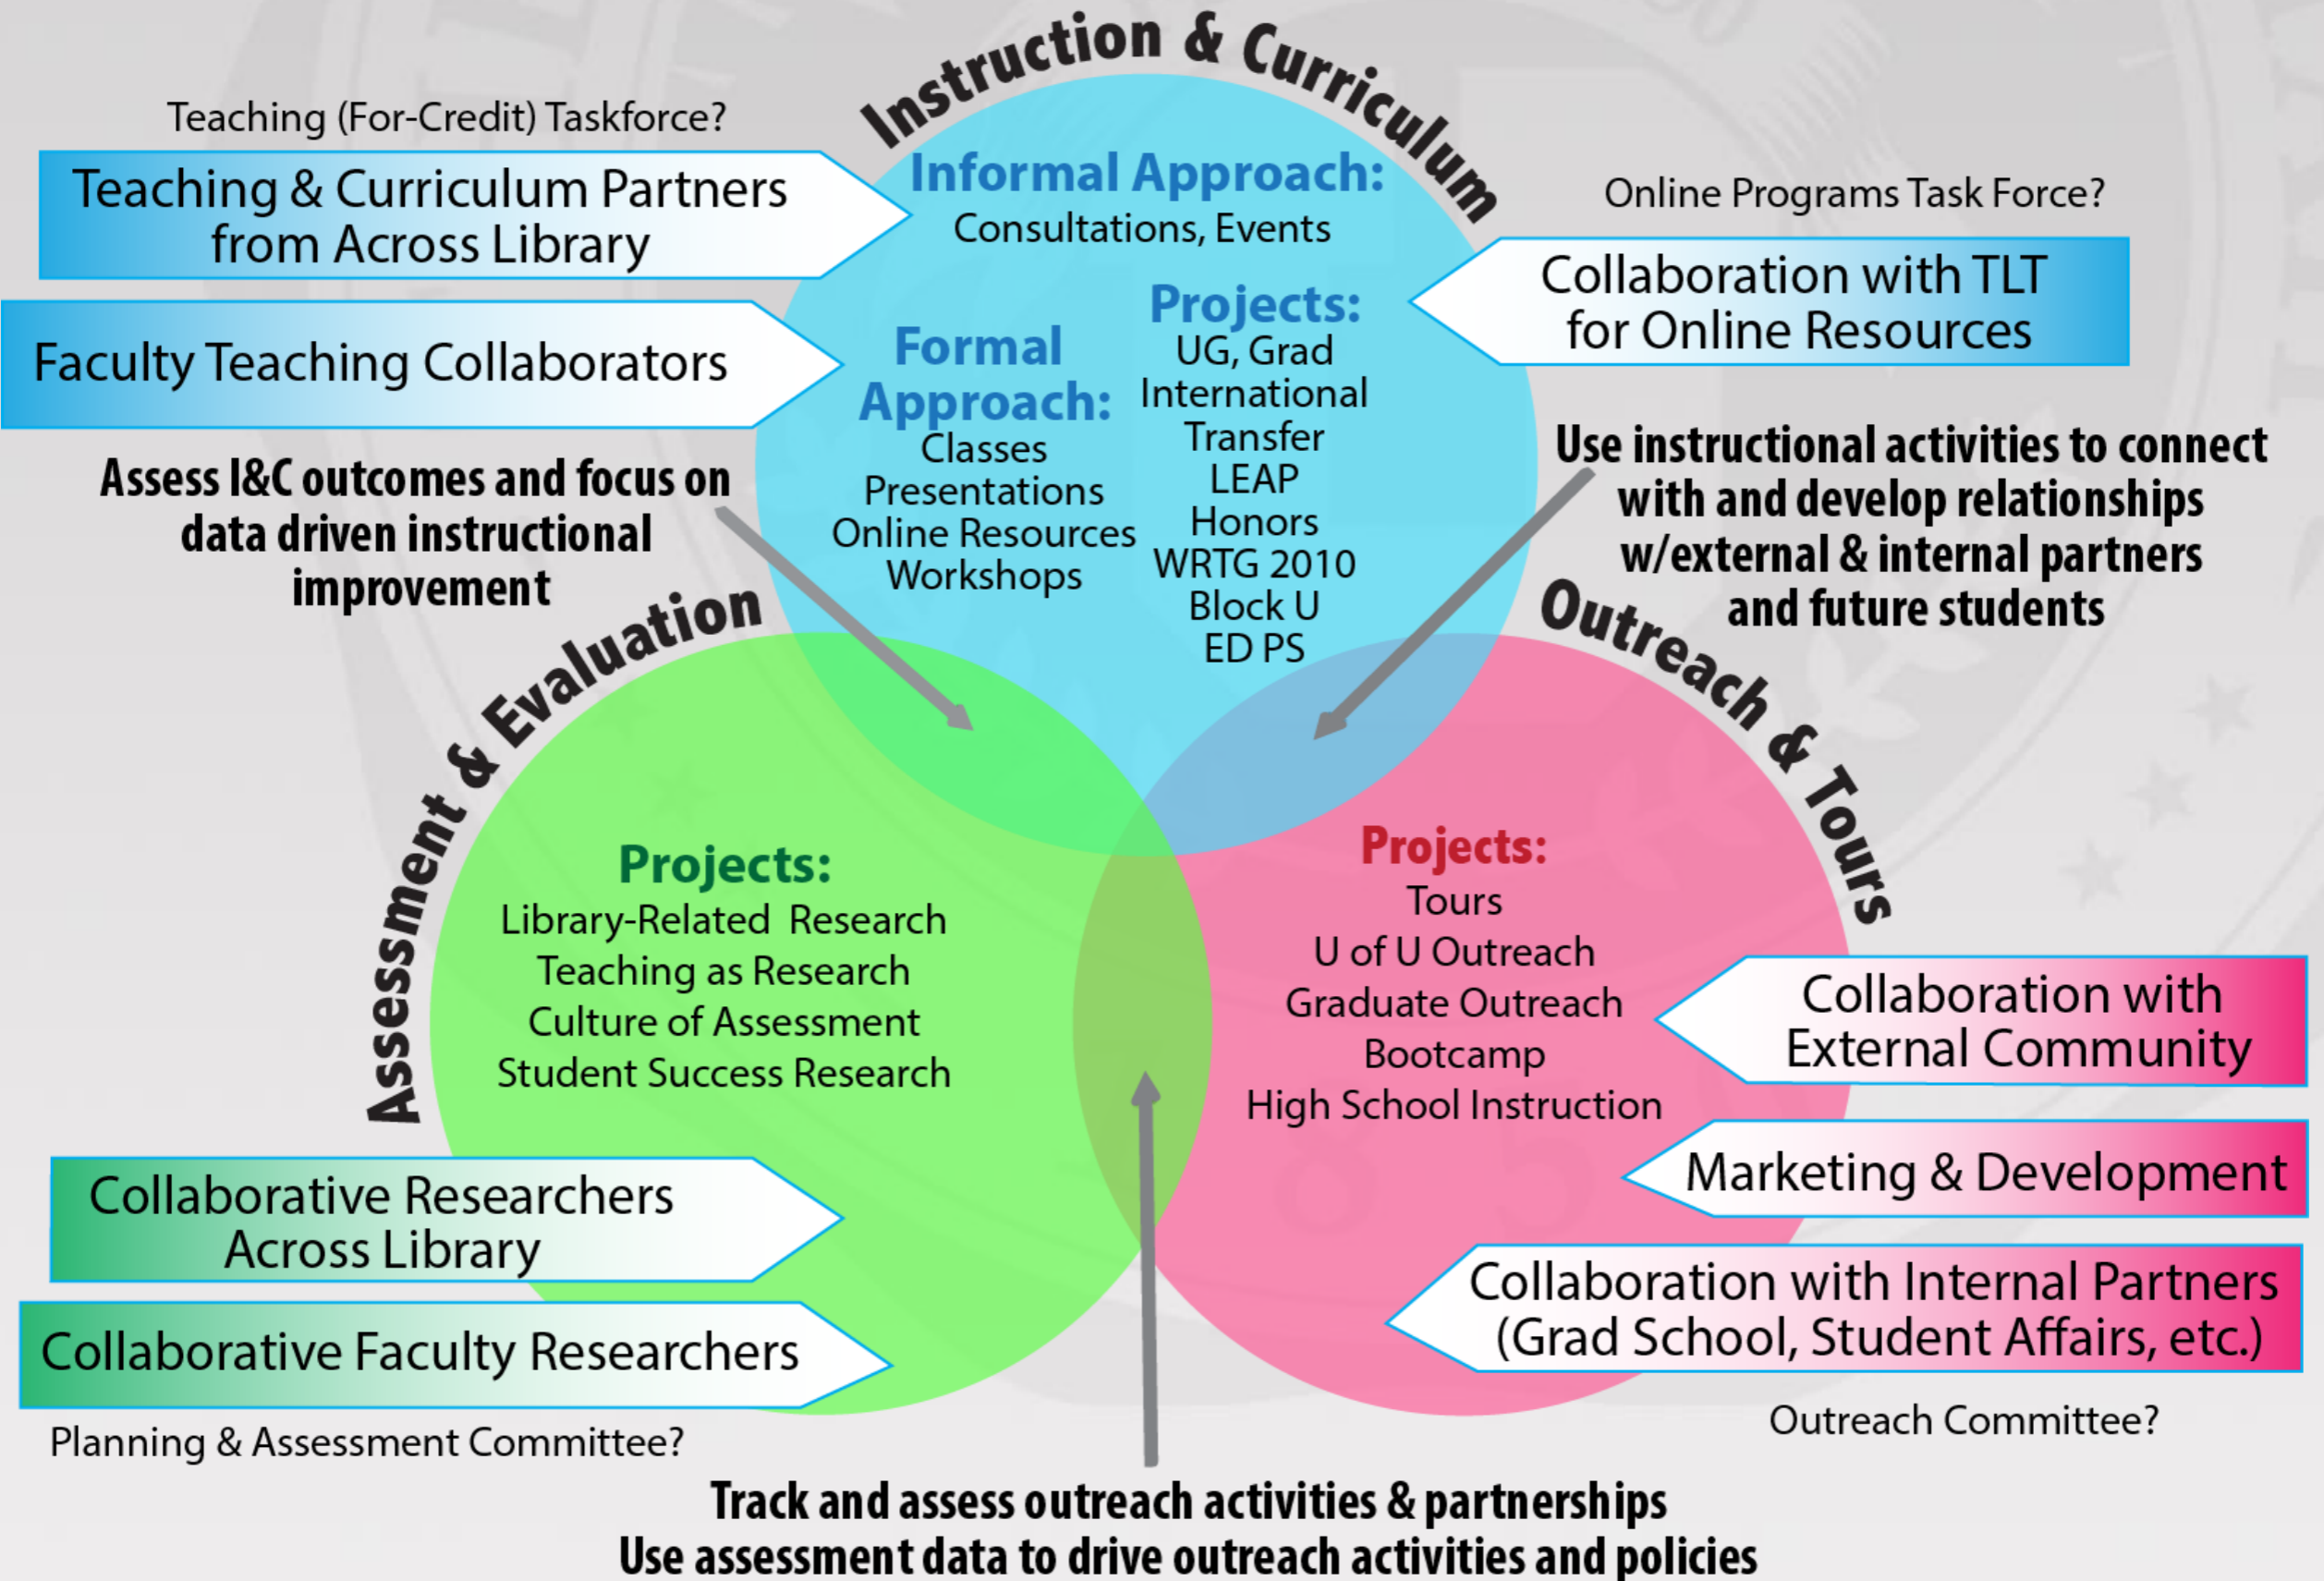 Instruction & Curriculum
Teaching (For-Credit) Taskforce?
Teaching & Curriculum Partners
from Across Library
Faculty Teaching Collaborators
Informal Approach:
Consultations, Events
Formal
Approach:
Classes
Presentations
Online Resources
Workshops
Projects:
UG, Grad
International
Transfer
LEAP
Honors
WRTG 2010
Block U
ED PS
Online Programs Task Force?
Collaboration with TLT
for Online Resources
Assess I&C outcomes and focus on
data driven instructional
improvement
Use instructional activities to connect
with and develop relationships
w/external & internal partners
and future students
Assessment & Evaluation
Projects:
Library-Related Research
Teaching as Research
Culture of Assessment
Student Success Research
Collaborative Researchers
Across Library
Collaborative Faculty Researchers
Planning & Assessment Committee?
Outreach & Tours
Projects:
Tours
U of U Outreach
Graduate Outreach
Bootcamp
High School Instruction
Collaboration with
External Community
Marketing & Development
Collaboration with Internal Partners
(Grad School, Student Affairs, etc.)
Outreach Committee?
Track and assess outreach activities & partnerships
Use assessment data to drive outreach activities and policies